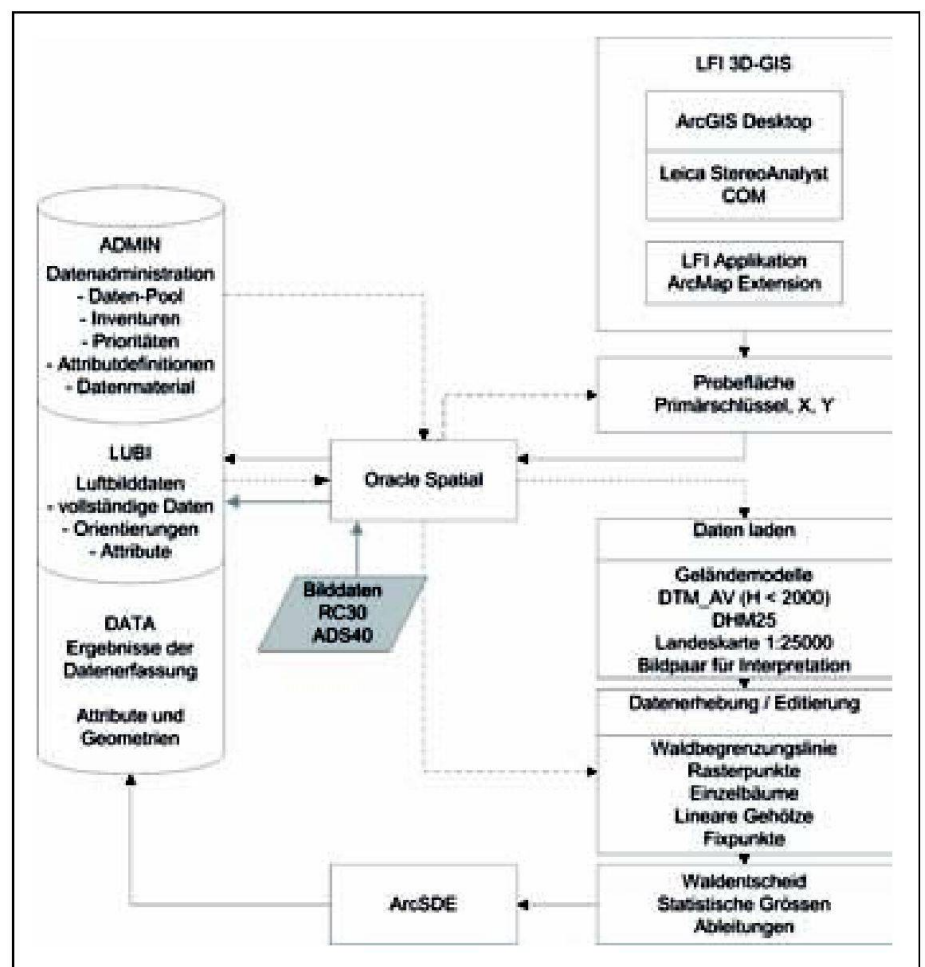 LFI 3D-GIS
ArcGIS Desktop
Leica StereoAnalyst
COM
LFI Applikation
ArcMap Extension
ADMIN
Datenadministration
- Daten-Pool
- Inventuren
- Prioritäten
- Attributdefinitionen
- Datenmaterial
LUBI
Luftbilddaten
- vollständige Daten
- Orientierungen
- Attribute
DATA
Ergebnisse der
Datenerfassung
Attribute und
Geometrien
Oracle Spatial
Bilddaten
RC30
ADS40
Probefläche
Primärschlüssel, X, Y
Daten laden
Geländemodelle
DTM_AV (H < 2000)
DHM25
Landeskarte 1:25000
Bildpaar für Interpretation
Datenerhebung / Editierung
Waldbegrenzungslinie
Rasterpunkte
Einzelbäume
Lineare Gehölze
Fixpunkte
Waldentscheid
Statistische Grössen
Ableitungen
ArcSDE